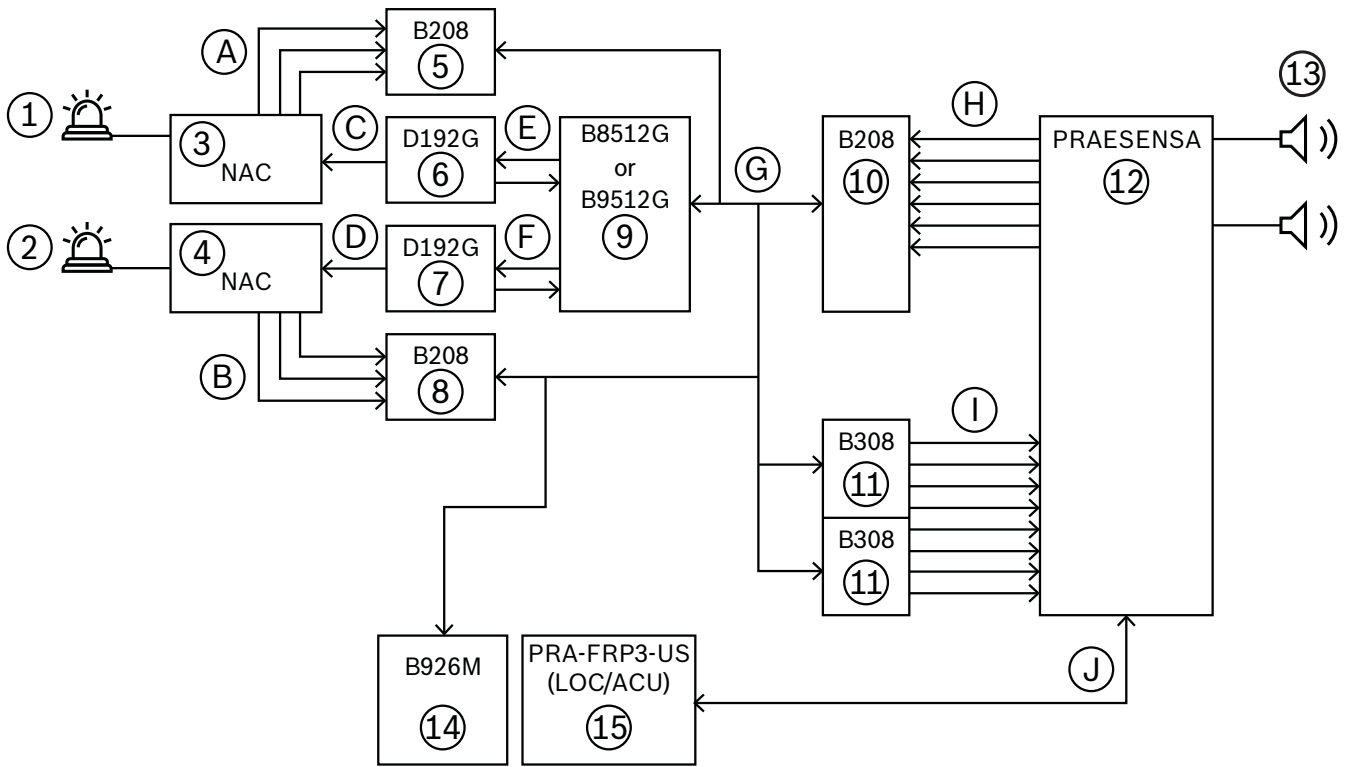 A
B208
5
13
1
H
3
NAC
C
D192G
6
E
B8512G
or
B9512G
9
G
B208
10
PRAESENSA
12
2
4
NAC
D
D192G
7
F
B
B208
8
I
B308
11
B308
11
B926M
14
PRA-FRP3-US
(LOC/ACU)
15
J